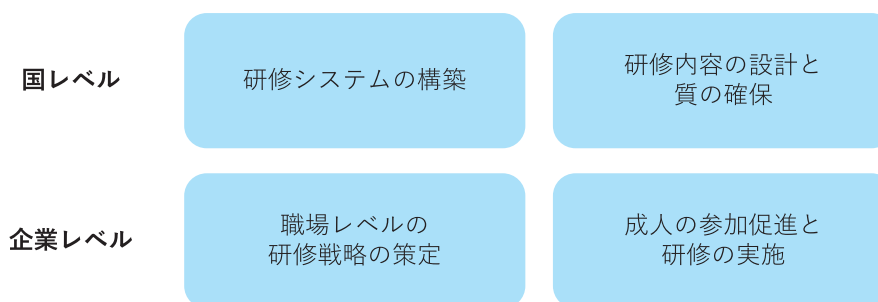 国レベル
研修システムの構築
研修内容の設計と
質の確保
企業レベル
職場レベルの
研修戦略の策定
成人の参加促進と
研修の実施